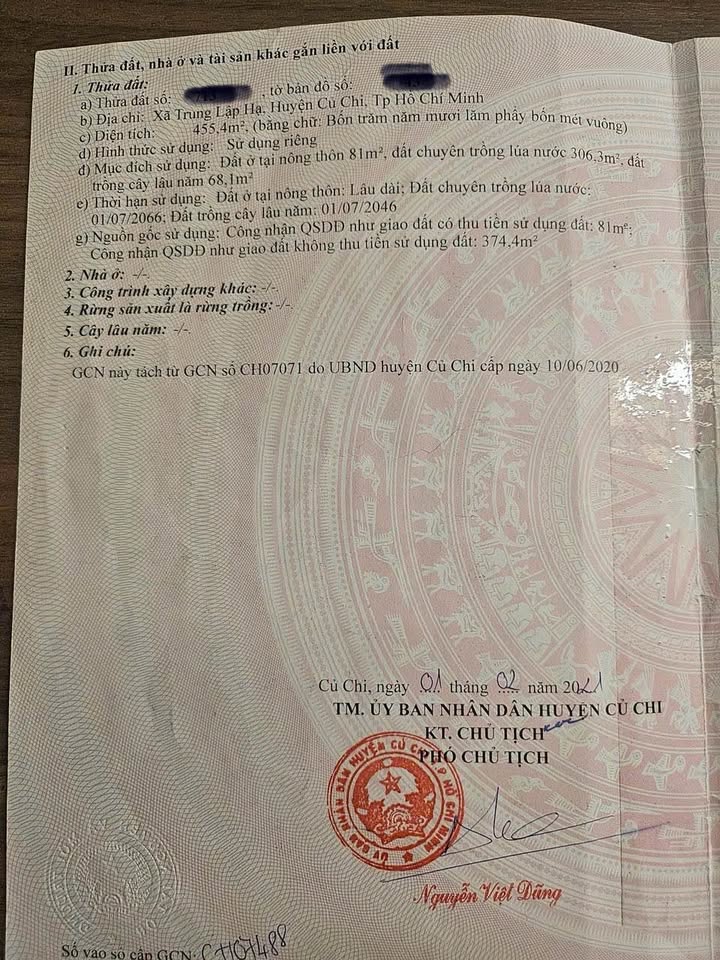 II. Thửa đất, nhà ở và tài sản khác gắn liền với đất
1. Thửa đất:
a) Thửa đất số: , tờ bản đồ số:
b) Địa chỉ: Xã Trung Lập Hạ, Huyện Củ Chi, Tp Hồ Chí Minh
c) Diện tích: 455,4m², (bằng chữ: Bốn trăm năm mươi lăm phẩy bốn mét vuông)
d) Hình thức sử dụng: Sử dụng riêng
đ) Mục đích sử dụng: Đất ở tại nông thôn 81m², đất chuyên trồng lúa nước 306,3m², đất
trồng cây lâu năm 68,1m²
e) Thời hạn sử dụng: Đất ở tại nông thôn: Lâu dài; Đất chuyên trồng lúa nước:
01/07/2066; Đất trồng cây lâu năm: 01/07/2046
g) Nguồn gốc sử dụng: Công nhận QSDĐ như giao đất có thu tiền sử dụng đất: 81m²;
Công nhận QSDĐ như giao đất không thu tiền sử dụng đất: 374,4m²
2. Nhà ở: -/-.
3. Công trình xây dựng khác: -/-.
4. Rừng sản xuất là rừng trồng: -/-.
5. Cây lâu năm: -/-.
6. Ghi chú:
GCN này tách từ GCN số CH07071 do UBND huyện Củ Chi cấp ngày 10/06/2020
Củ Chi, ngày 01 tháng 02 năm 2021
TM. ỦY BAN NHÂN DÂN HUYỆN CỦ CHI
KT. CHỦ TỊCH
PHÓ CHỦ TỊCH
ỦY BAN NHÂN DÂN HUYỆN CỦ CHI T.P HỒ CHÍ MINH
Nguyễn Việt Dũng
Số vào sổ cấp GCN: CH07488